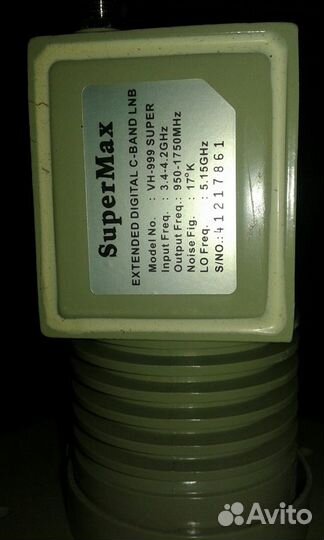 SuperMax
EXTENDED DIGITAL C-BAND LNB
Model No. : VH-999 SUPER
Input Freq. : 3.4-4.2GHz
Output Freq.: 950-1750MHz
Noise Fig. : 17°K
LO Freq. : 5.15GHz
S/NO.: 41217861
Avito